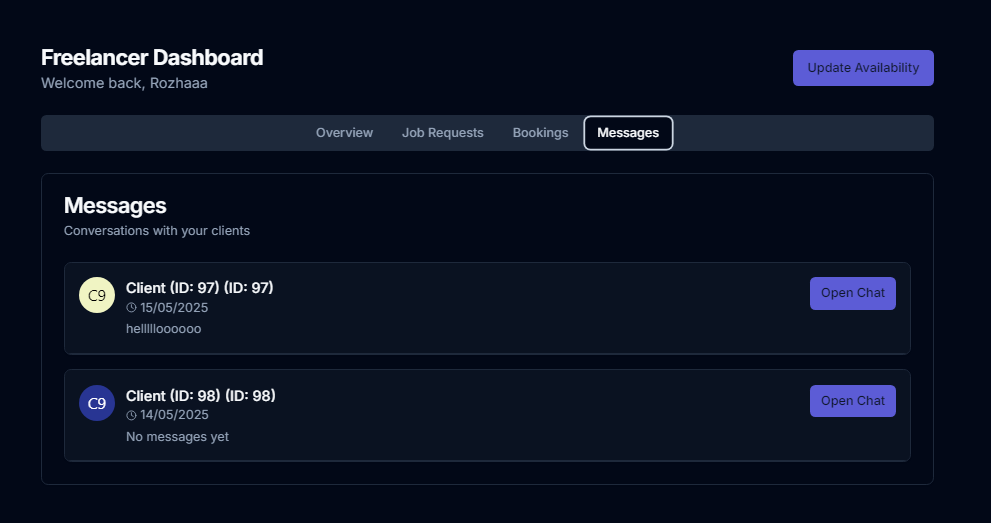 Freelancer Dashboard
Welcome back, Rozhaaa
Update Availability
Overview Job Requests Bookings Messages
Messages
Conversations with your clients
C9
Client (ID: 97) (ID: 97)
15/05/2025
hellllloooooo
Open Chat
C9
Client (ID: 98) (ID: 98)
14/05/2025
No messages yet
Open Chat